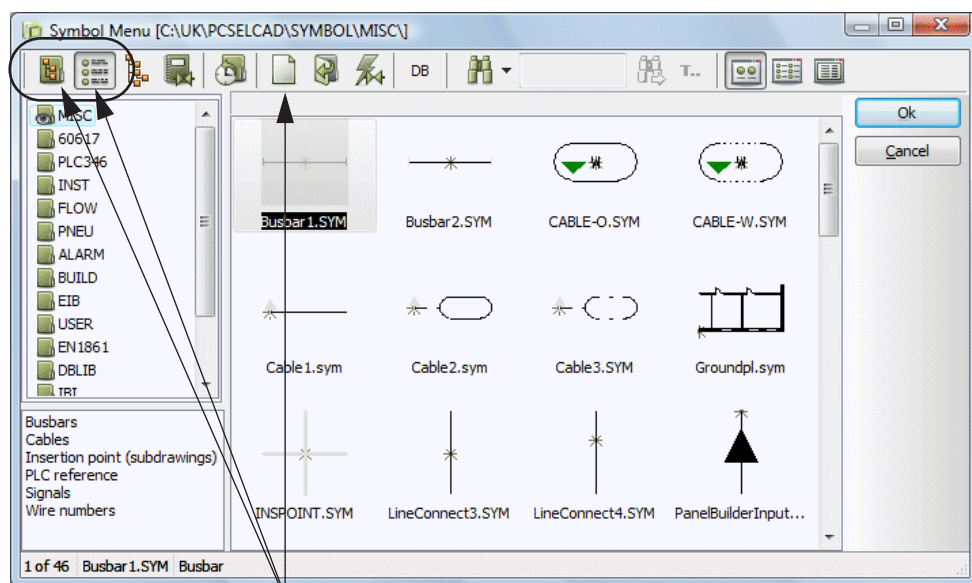 Symbol Menu [C:\UK\PCSELCAD\SYMBOL\MISC\]
DB
T..
MISC
60617
PLC346
INST
FLOW
PNEU
ALARM
BUILD
EIB
USER
EN1861
DBLIB
IBI
Busbars
Cables
Insertion point (subdrawings)
PLC reference
Signals
Wire numbers
Busbar1.SYM
Busbar2.SYM
CABLE-O.SYM
CABLE-W.SYM
Cable1.sym
Cable2.sym
Cable3.SYM
Groundpl.sym
INSPOINT.SYM
LineConnect3.SYM
LineConnect4.SYM
PanelBuilderInput...
Ok
Cancel
1 of 46 Busbar1.SYM Busbar